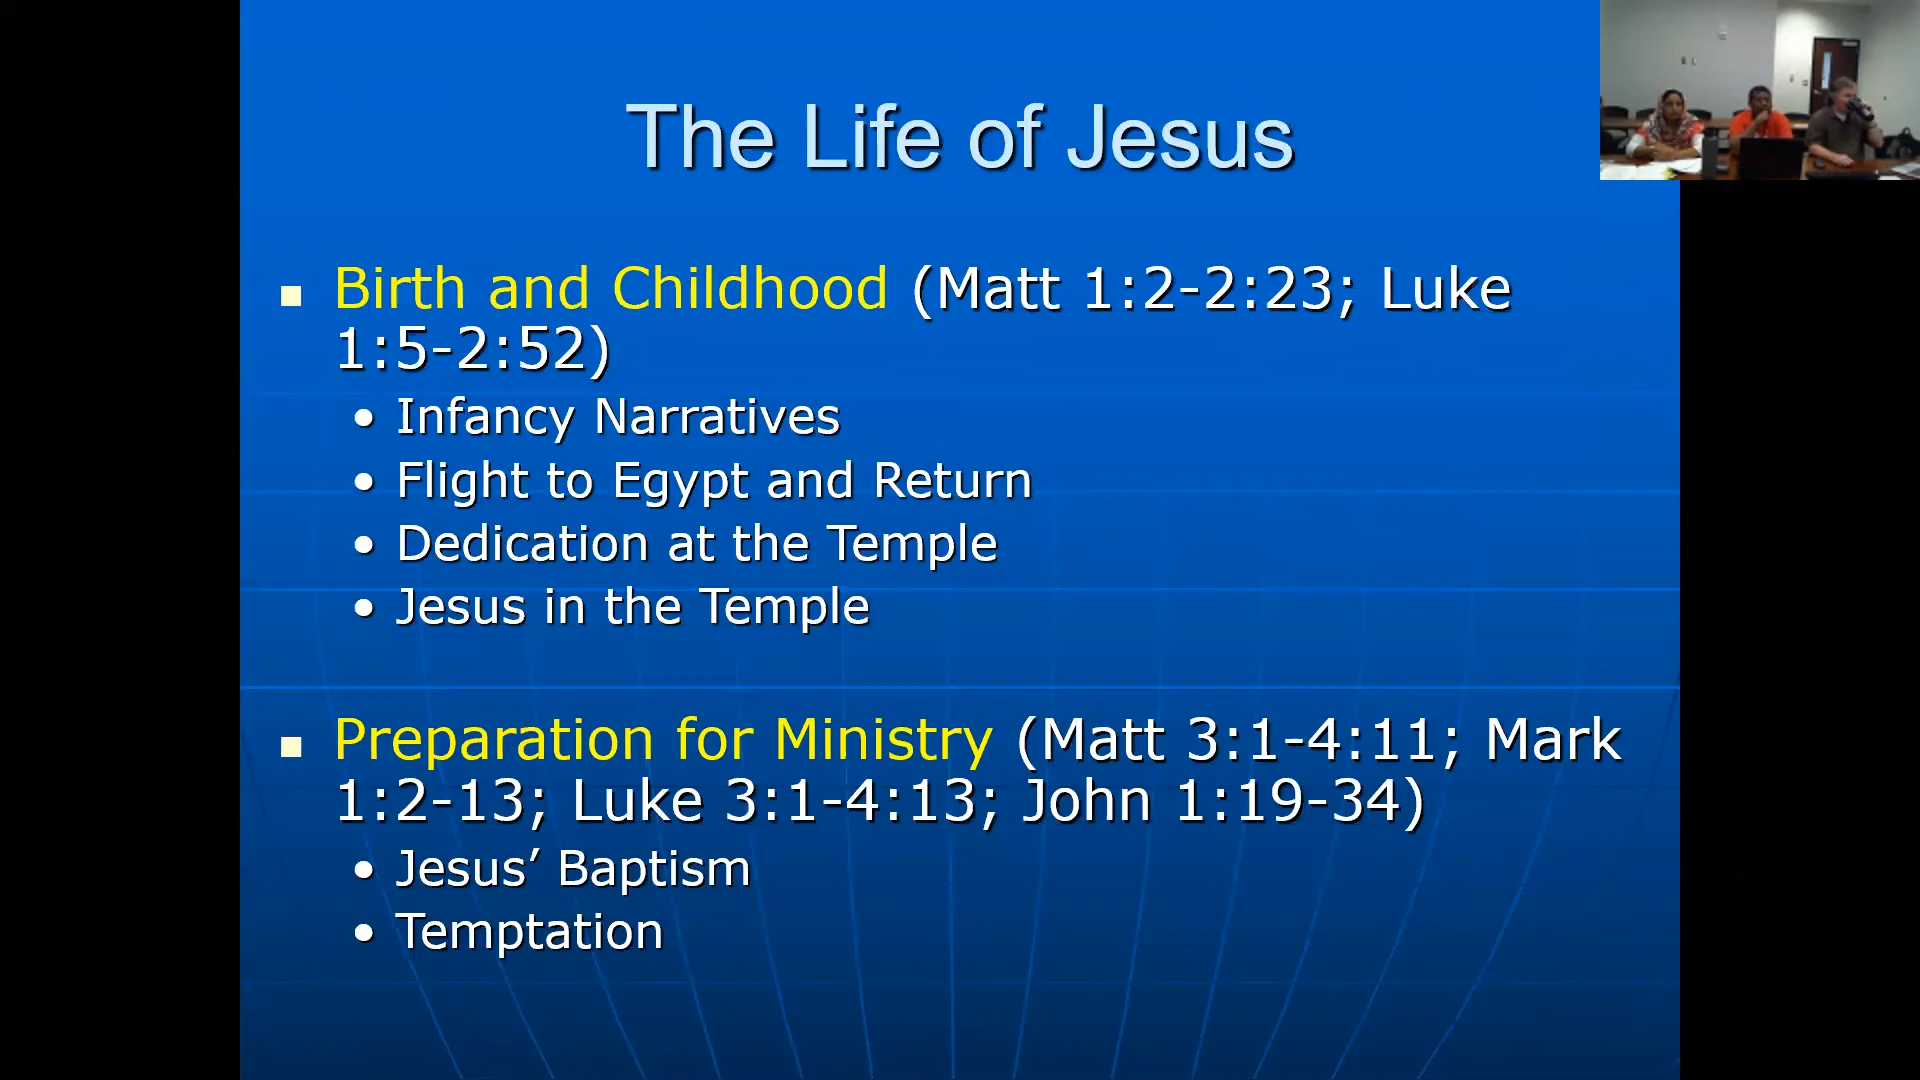 The Life of Jesus
Birth and Childhood (Matt 1:2-2:23; Luke
1:5-2:52)
• Infancy Narratives
• Flight to Egypt and Return
• Dedication at the Temple
• Jesus in the Temple
Preparation for Ministry (Matt 3:1-4:11; Mark
1:2-13; Luke 3:1-4:13; John 1:19-34)
• Jesus’ Baptism
• Temptation